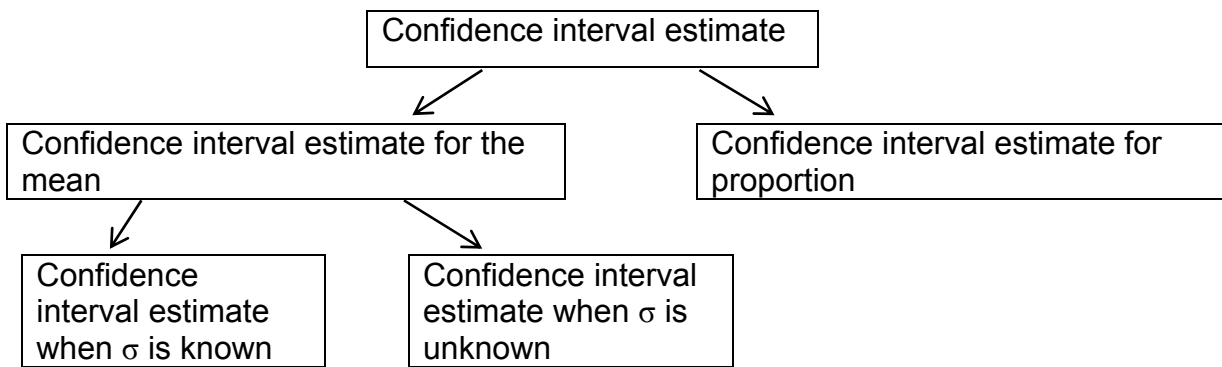 Confidence interval estimate
Confidence interval estimate for the
mean
Confidence interval estimate for
proportion
Confidence
interval estimate
when σ is known
Confidence interval
estimate when σ is
unknown